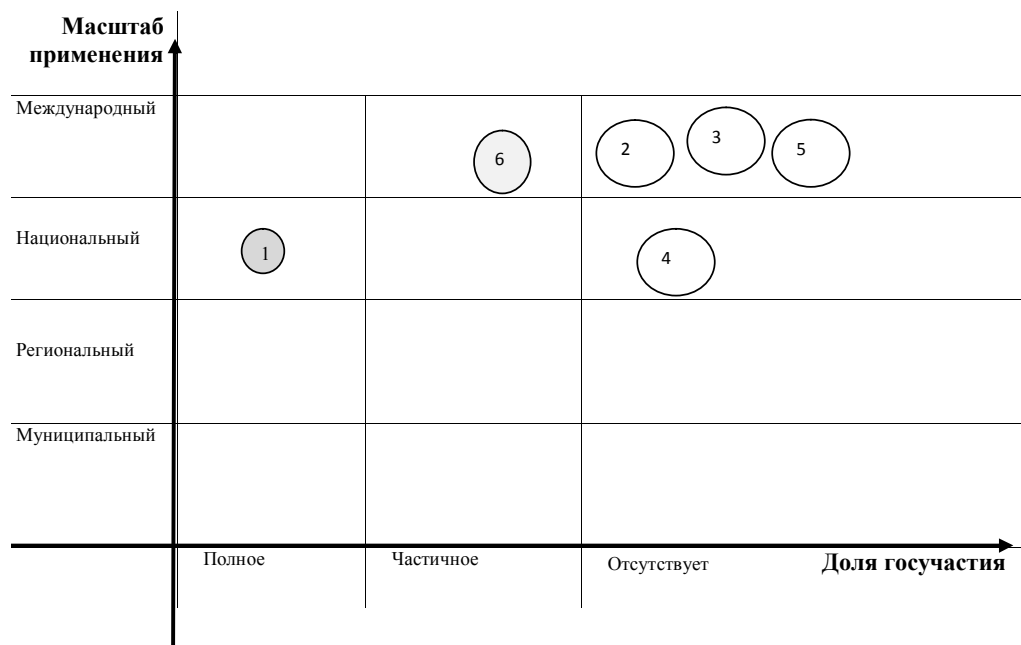 Масштаб
применения
Международный
6
2
3
5
Национальный
1
4
Региональный
Муниципальный
Полное
Частичное
Отсутствует
Доля госучастия